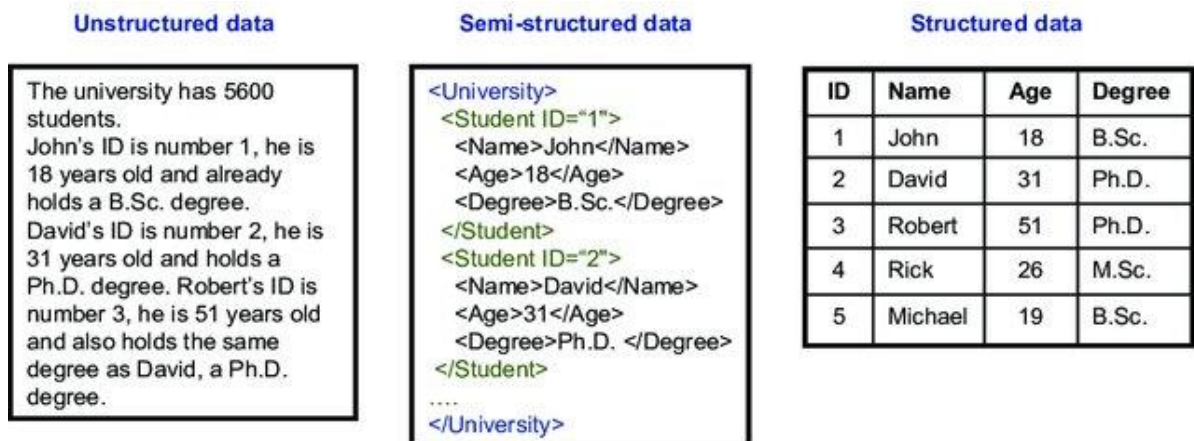 Unstructured data
The university has 5600
students.
John's ID is number 1, he is
18 years old and already
holds a B.Sc. degree.
David's ID is number 2, he is
31 years old and holds a
Ph.D. degree. Robert's ID is
number 3, he is 51 years old
and also holds the same
degree as David, a Ph.D.
degree.
Semi-structured data
<University>
<Student ID="1">
<Name>John</Name>
<Age>18</Age>
<Degree>B.Sc.</Degree>
</Student>
<Student ID="2">
<Name>David</Name>
<Age>31</Age>
<Degree>Ph.D. </Degree>
</Student>
....
</University>
Structured data
ID Name Age Degree
1 John 18 B.Sc.
2 David 31 Ph.D.
3 Robert 51 Ph.D.
4 Rick 26 M.Sc.
5 Michael 19 B.Sc.